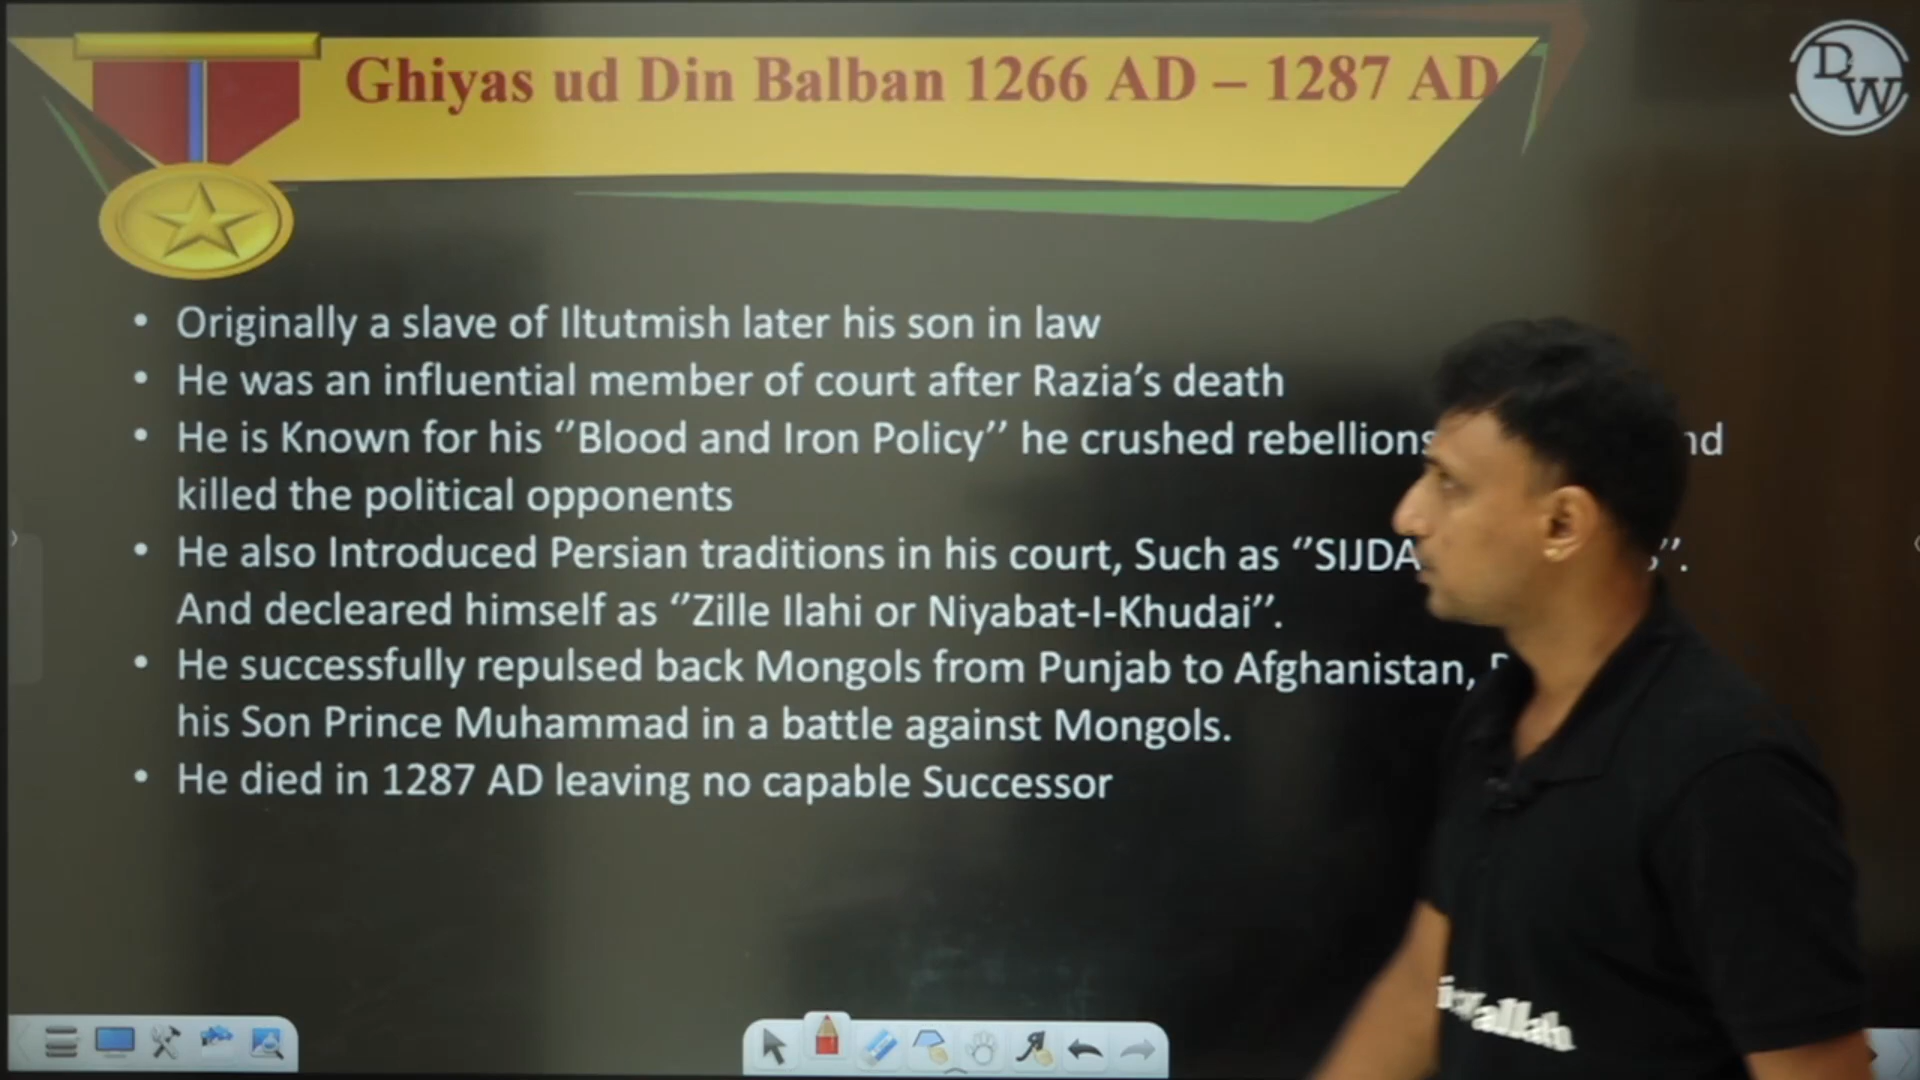 Ghiyas ud Din Balban 1266 AD – 1287 AD
DW
• Originally a slave of Iltutmish later his son in law
• He was an influential member of court after Razia’s death
• He is Known for his ‘‘Blood and Iron Policy’’ he crushed rebellions
killed the political opponents
• He also Introduced Persian traditions in his court, Such as ‘‘SIJDA ’’.
And decleared himself as ‘‘Zille Ilahi or Niyabat-I-Khudai’’.
• He successfully repulsed back Mongols from Punjab to Afghanistan,
his Son Prince Muhammad in a battle against Mongols.
• He died in 1287 AD leaving no capable Successor